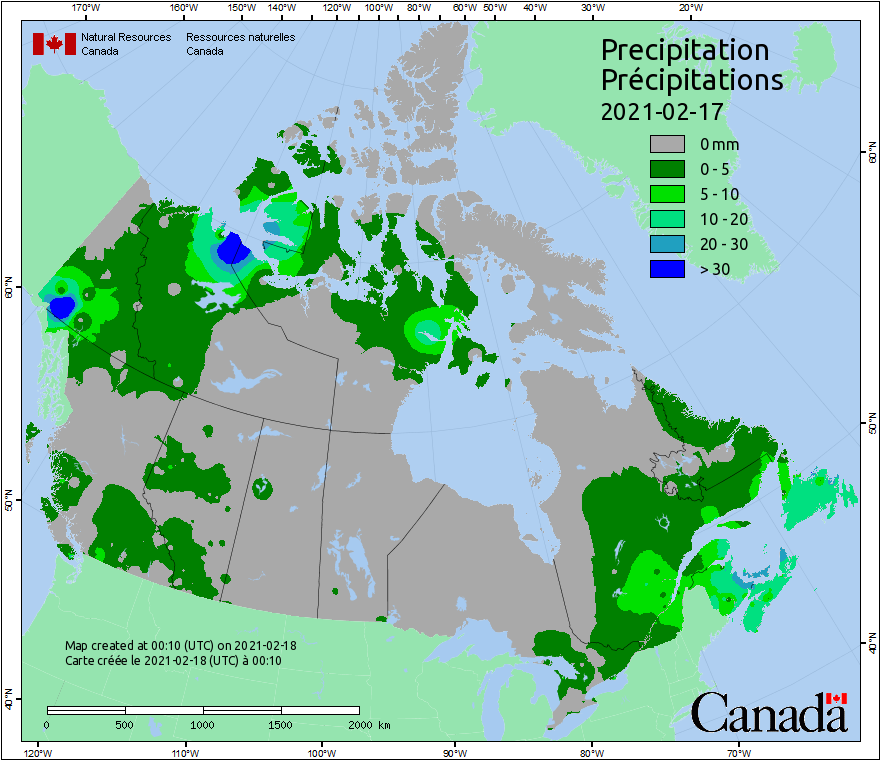 170°W 160°W 150°W 140°W 120°W 100°W 80°W 60°W 50°W 40°W 30°W 20°W
Natural Resources Ressources naturelles
Canada Canada
Precipitation
Précipitations
2021-02-17
0 mm
0 - 5
5 - 10
10 - 20
20 - 30
> 30
60°N
60°N
50°N
50°N
40°N
40°N
Map created at 00:10 (UTC) on 2021-02-18
Carte créée le 2021-02-18 (UTC) à 00:10
0 500 1000 1500 2000 km
Canada
120°W 110°W 100°W 90°W 80°W 70°W